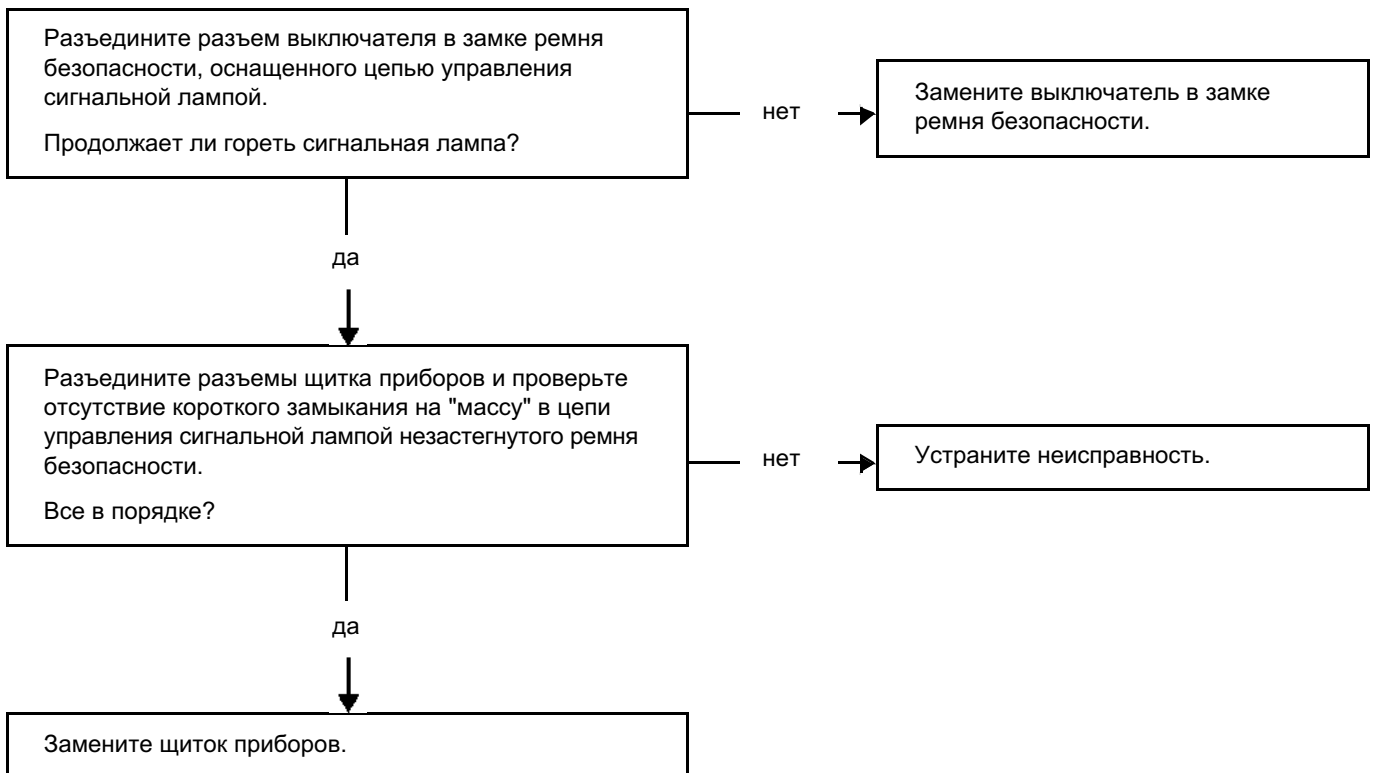 Разъедините разъем выключателя в замке ремня
безопасности, оснащенного цепью управления
сигнальной лампой.
Продолжает ли гореть сигнальная лампа?
нет
Замените выключатель в замке
ремня безопасности.
да
Разъедините разъемы щитка приборов и проверьте
отсутствие короткого замыкания на "массу" в цепи
управления сигнальной лампой незастегнутого ремня
безопасности.
Все в порядке?
нет
Устраните неисправность.
да
Замените щиток приборов.